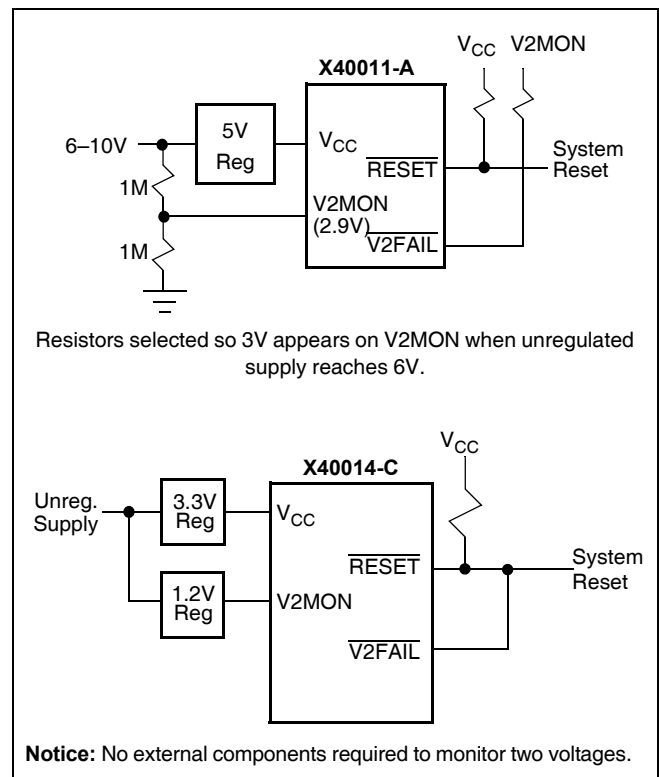 X40011-A
V_CC V2MON
6–10V
5V
Reg
V_CC
RESET
System
Reset
1M
V2MON
(2.9V)
V2FAIL
1M
Resistors selected so 3V appears on V2MON when unregulated
supply reaches 6V.
X40014-C
V_CC
Unreg.
Supply
3.3V
Reg
V_CC
RESET
System
Reset
1.2V
Reg
V2MON
V2FAIL
Notice: No external components required to monitor two voltages.